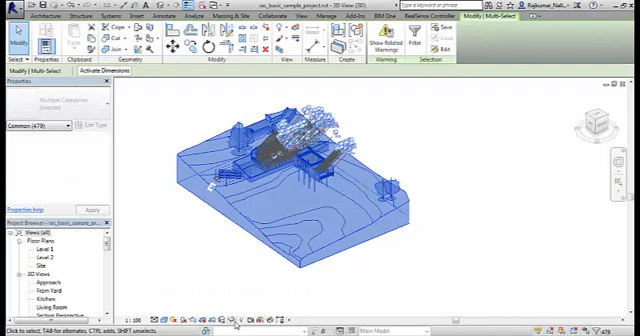 rac_basic_sample_project.rvt - 3D View: {3D}
Type a keyword or phrase
Architecture Structure Systems Insert Annotate Analyze Massing & Site Collaborate View Manage Add-Ins BIM One RealSense Controller Modify | Multi-Select
Modify
Cope
Cut
Join
Show Related Warnings
Filter
Save
Load
Edit
Select
Properties
Clipboard
Geometry
Modify
View
Measure
Create
Warning
Selection
Modify | Multi-Select
Activate Dimensions
Properties
Multiple Categories Selected
Common (479)
Edit Type
Properties help
Apply
Project Browser - rac_basic_sample_project.rvt
Views (all)
Floor Plans
Level 1
Level 2
Site
3D Views
Approach
From Yard
Kitchen
Living Room
1 : 100
Click to select, TAB for alternates, CTRL adds, SHIFT unselects.
Main Model